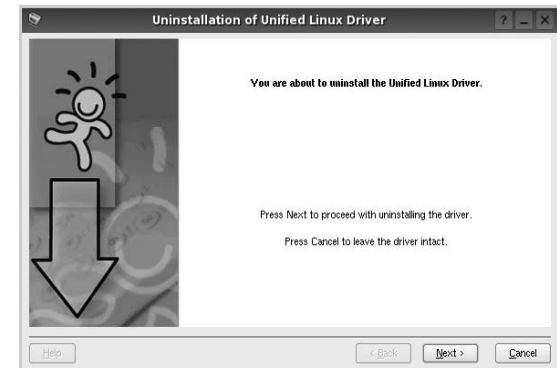 Uninstallation of Unified Linux Driver
You are about to uninstall the Unified Linux Driver.
Press Next to proceed with uninstalling the driver.
Press Cancel to leave the driver intact.
Help
< Back
Next >
Cancel